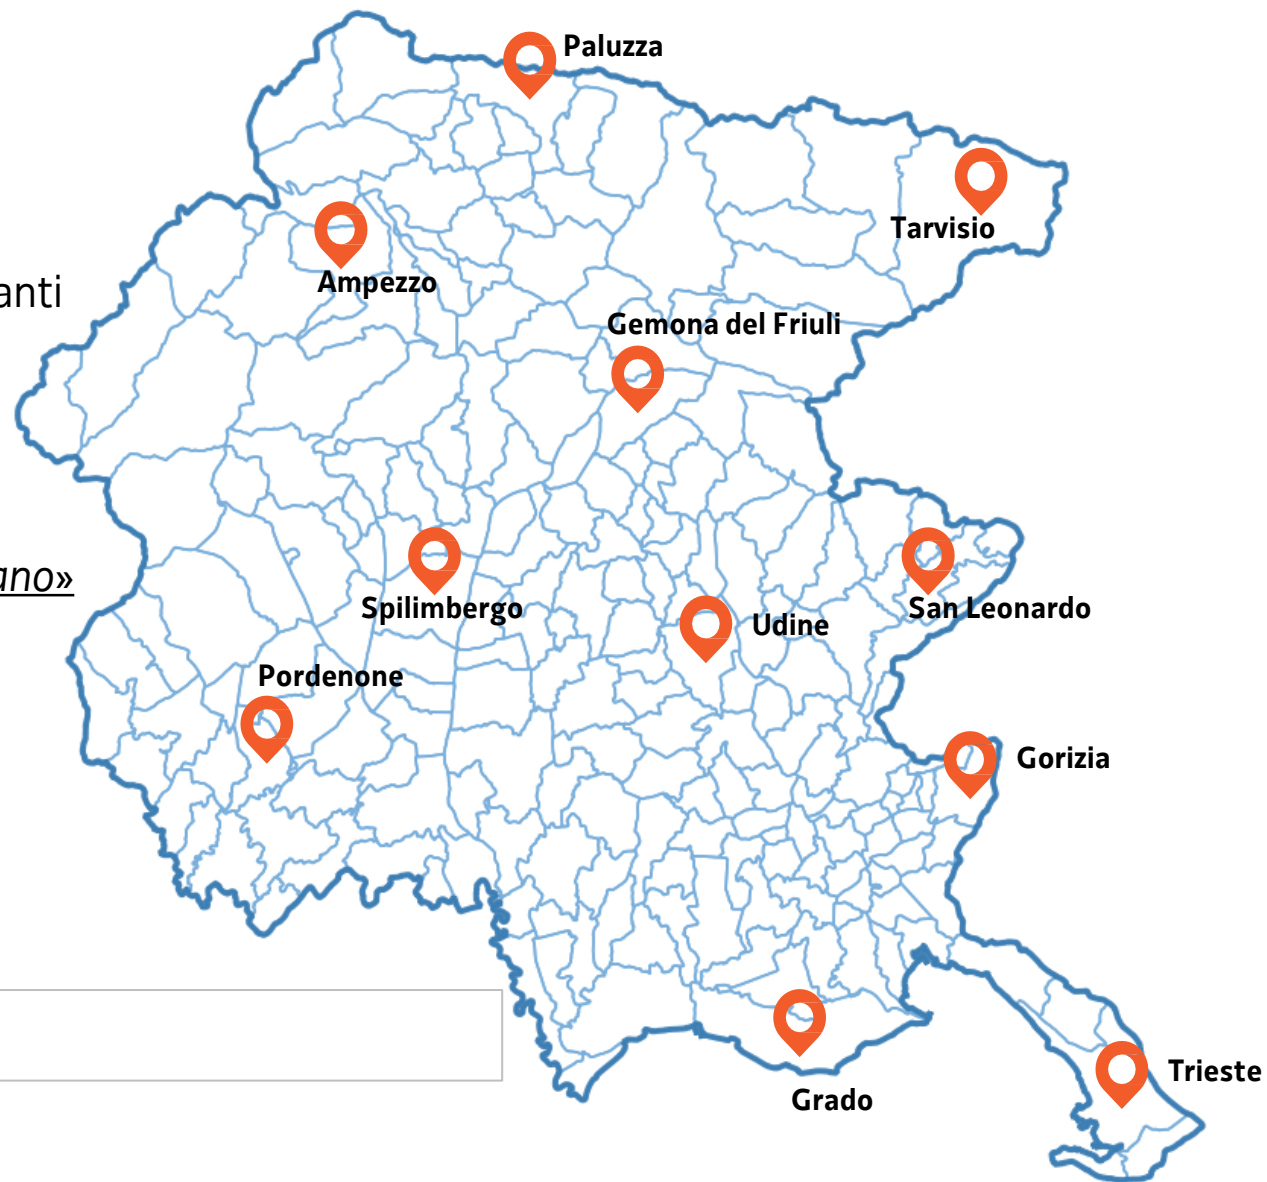 Paluzza
Tarvisio
Ampezzo
anti
Gemona del Friuli
ano»
Spilimbergo
San Leonardo
Udine
Pordenone
Gorizia
Trieste
Grado